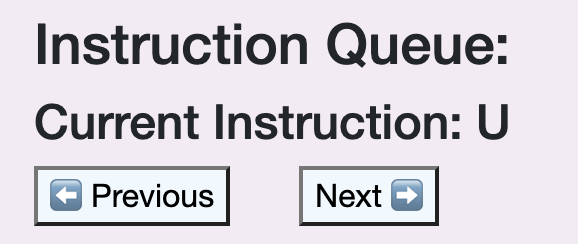 Instruction Queue:
Current Instruction: U
⬅️ Previous Next ➡️